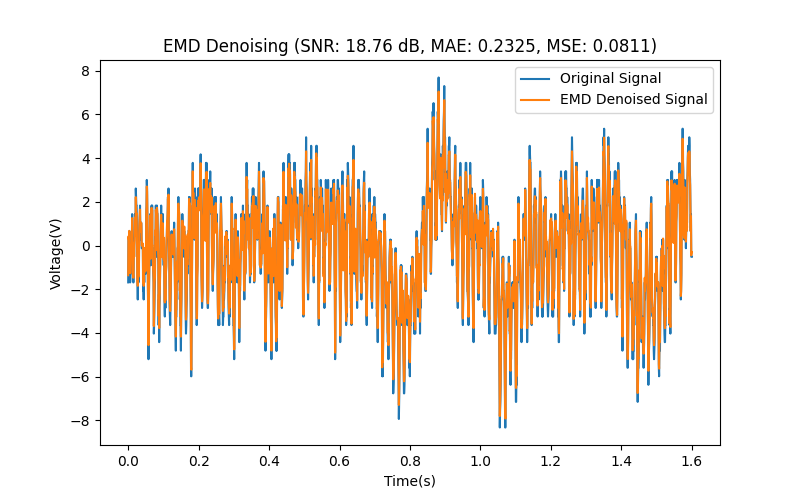 EMD Denoising (SNR: 18.76 dB, MAE: 0.2325, MSE: 0.0811)
Original Signal
EMD Denoised Signal
8
6
4
2
0
−2
−4
−6
−8
Voltage(V)
0.0 0.2 0.4 0.6 0.8 1.0 1.2 1.4 1.6
Time(s)